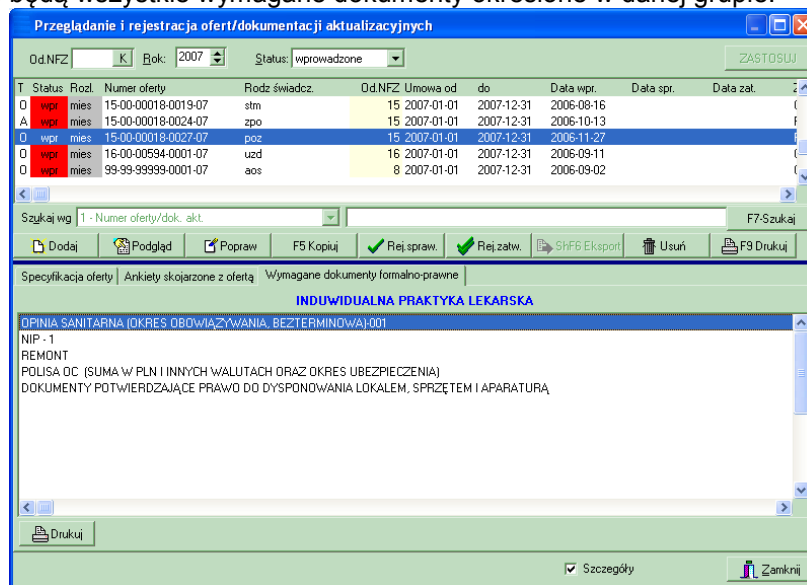 będą wszystkie wymagane dokumenty określone w danej grupie.
Przeglądanie i rejestracja ofert/dokumentacji aktualizacyjnych
Od.NFZ K Rok: 2007 Status: wprowadzone ZASTOSUJ
T Status Rozl. Numer oferty Rodz świadcz. Od.NFZ Umowa od do Data wpr. Data spr. Data zat.
O wpr mies 15-00-00018-0019-07 stm 15 2007-01-01 2007-12-31 2006-08-16
A wpr mies 15-00-00018-0024-07 zpo 15 2007-01-01 2007-12-31 2006-10-13
O wpr mies 15-00-00018-0027-07 poz 15 2007-01-01 2007-12-31 2006-11-27
O wpr mies 16-00-00594-0001-07 uzd 16 2007-01-01 2007-12-31 2006-09-11
O wpr mies 99-99-99999-0001-07 aos 8 2007-01-01 2007-12-31 2006-09-02
Szukaj wg 1 - Numer oferty/dok. akt. F7-Szukaj
Dodaj Podgląd Popraw F5 Kopiuj Rej.spraw. Rej.zatw. ShF6 Eksport Usuń F9 Drukuj
Specyfikacja oferty Ankiety skojarzone z ofertą Wymagane dokumenty formalno-prawne
INDUWIDUALNA PRAKTYKA LEKARSKA
OPINIA SANITARNA (OKRES OBOWIĄZYWANIA, BEZTERMINOWA)-001
NIP - 1
REMONT
POLISA OC (SUMA W PLN I INNYCH WALUTACH ORAZ OKRES UBEZPIECZENIA)
DOKUMENTY POTWIERDZAJĄCE PRAWO DO DYSPONOWANIA LOKALEM, SPRZĘTEM I APARATURĄ
Drukuj
Szczegóły Zamknij